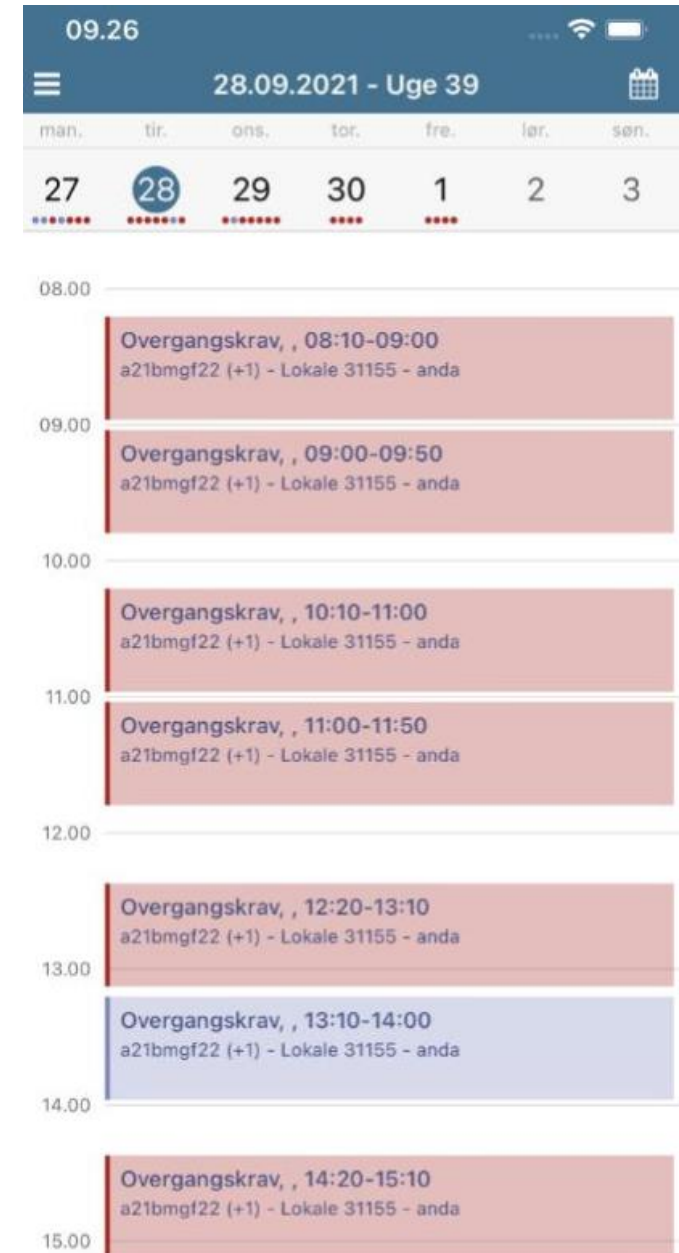 09.26
28.09.2021 - Uge 39
man. tir. ons. tor. fre. lør. søn.
27 28 29 30 1 2 3
08.00
Overgangskrav, , 08:10-09:00
a21bmgf22 (+1) - Lokale 31155 - anda
09.00
Overgangskrav, , 09:00-09:50
a21bmgf22 (+1) - Lokale 31155 - anda
10.00
Overgangskrav, , 10:10-11:00
a21bmgf22 (+1) - Lokale 31155 - anda
11.00
Overgangskrav, , 11:00-11:50
a21bmgf22 (+1) - Lokale 31155 - anda
12.00
Overgangskrav, , 12:20-13:10
a21bmgf22 (+1) - Lokale 31155 - anda
13.00
Overgangskrav, , 13:10-14:00
a21bmgf22 (+1) - Lokale 31155 - anda
14.00
Overgangskrav, , 14:20-15:10
a21bmgf22 (+1) - Lokale 31155 - anda
15.00